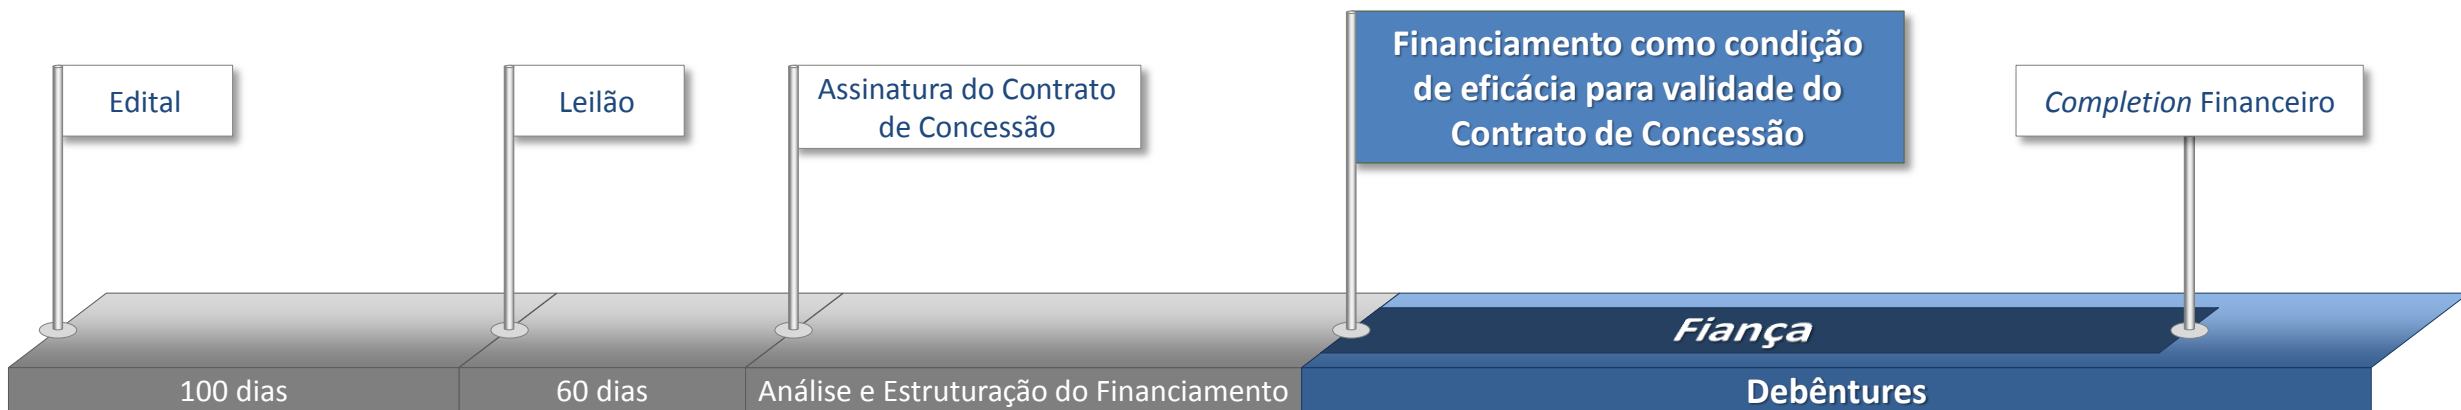 Edital
Leilão
Assinatura do Contrato
de Concessão
Financiamento como condição
de eficácia para validade do
Contrato de Concessão
Completion Financeiro
Fiança
100 dias
60 dias
Análise e Estruturação do Financiamento
Debêntures